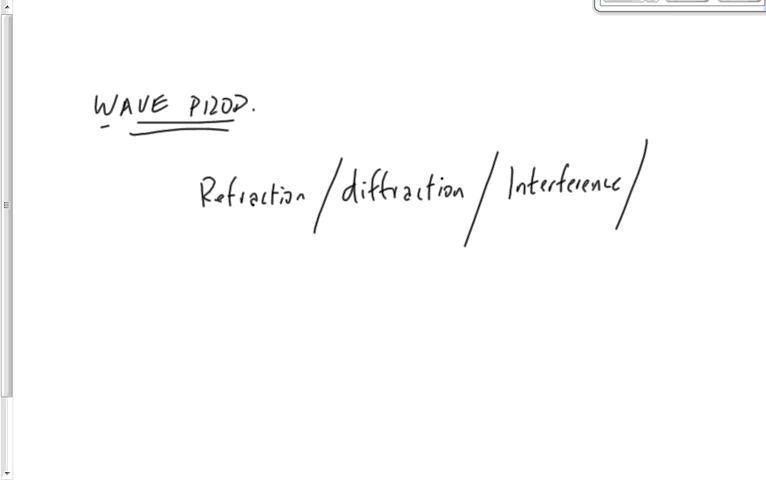 WAVE PROP.
Refraction / diffraction / Interference /